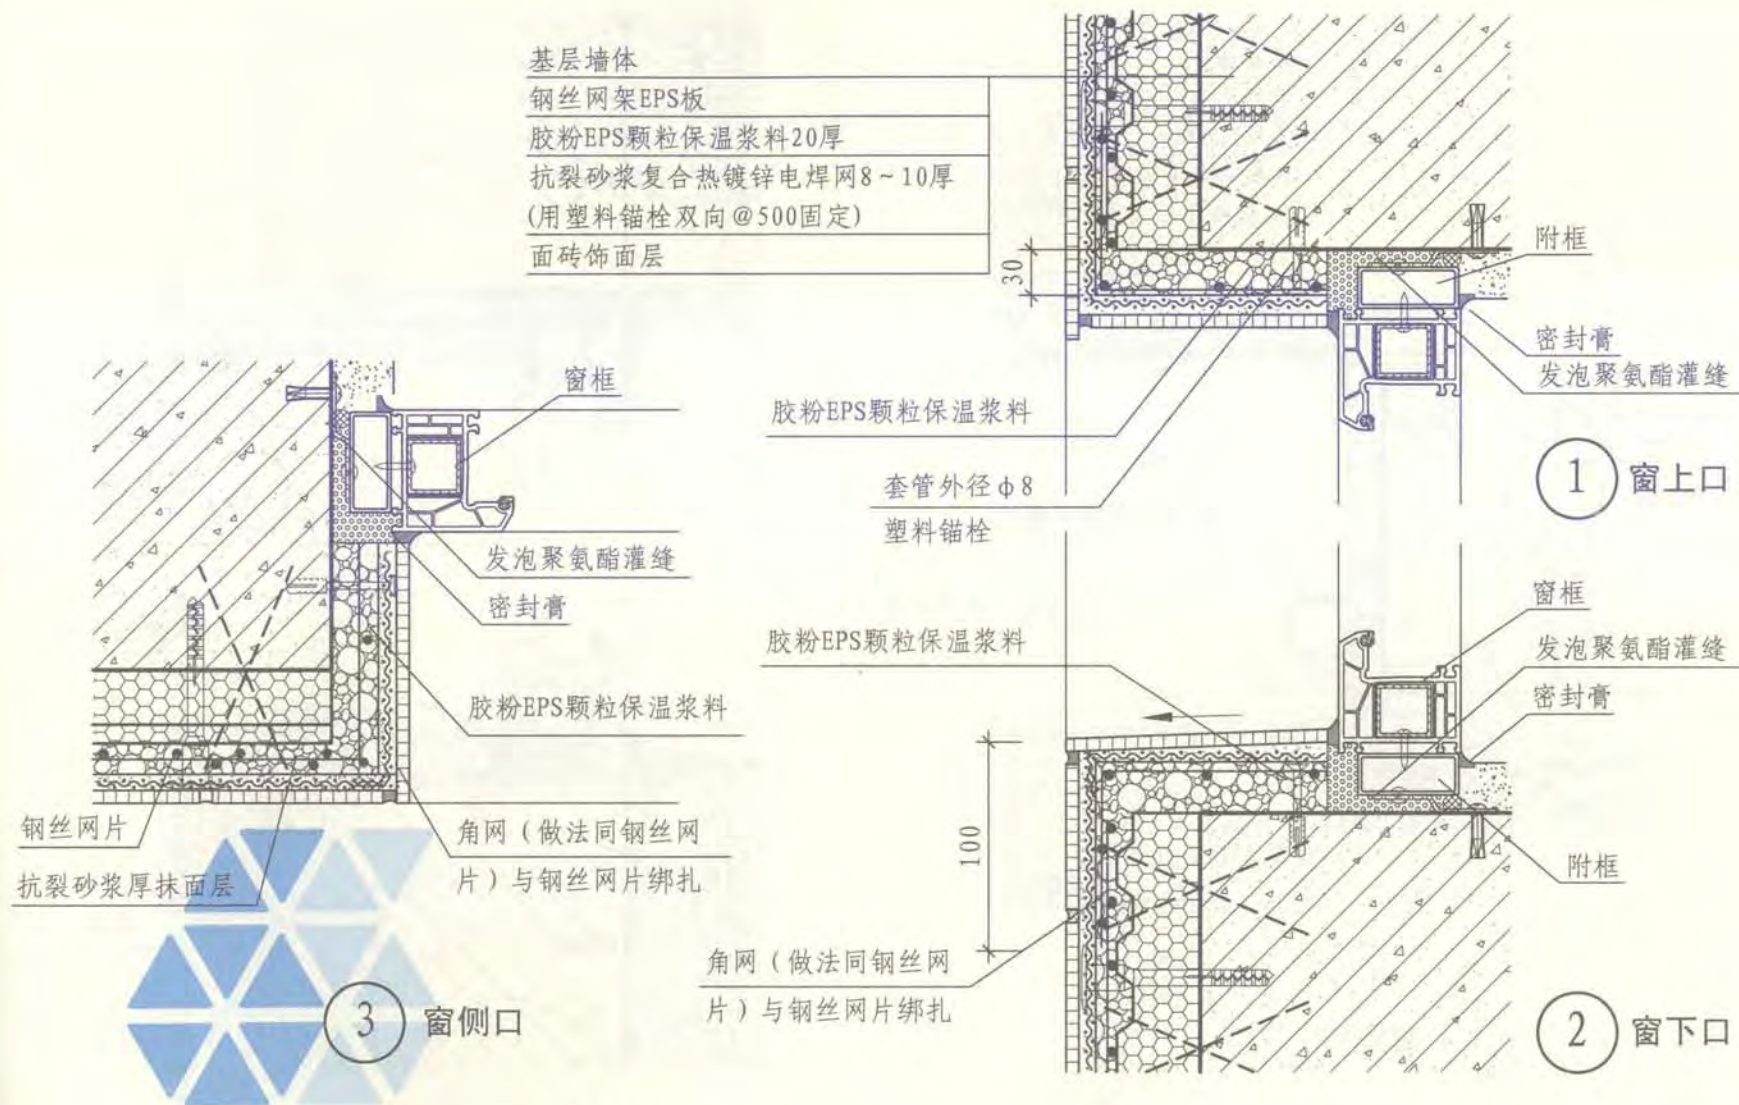 基层墙体
钢丝网架EPS板
胶粉EPS颗粒保温浆料20厚
抗裂砂浆复合热镀锌电焊网8~10厚
(用塑料锚栓双向@500固定)
面砖饰面层
30
附框
密封膏
发泡聚氨酯灌缝
胶粉EPS颗粒保温浆料
套管外径φ8
塑料锚栓
1 窗上口
窗框
发泡聚氨酯灌缝
密封膏
胶粉EPS颗粒保温浆料
钢丝网片
抗裂砂浆厚抹面层
角网（做法同钢丝网
片）与钢丝网片绑扎
3 窗侧口
窗框
发泡聚氨酯灌缝
密封膏
胶粉EPS颗粒保温浆料
100
附框
角网（做法同钢丝网
片）与钢丝网片绑扎
2 窗下口